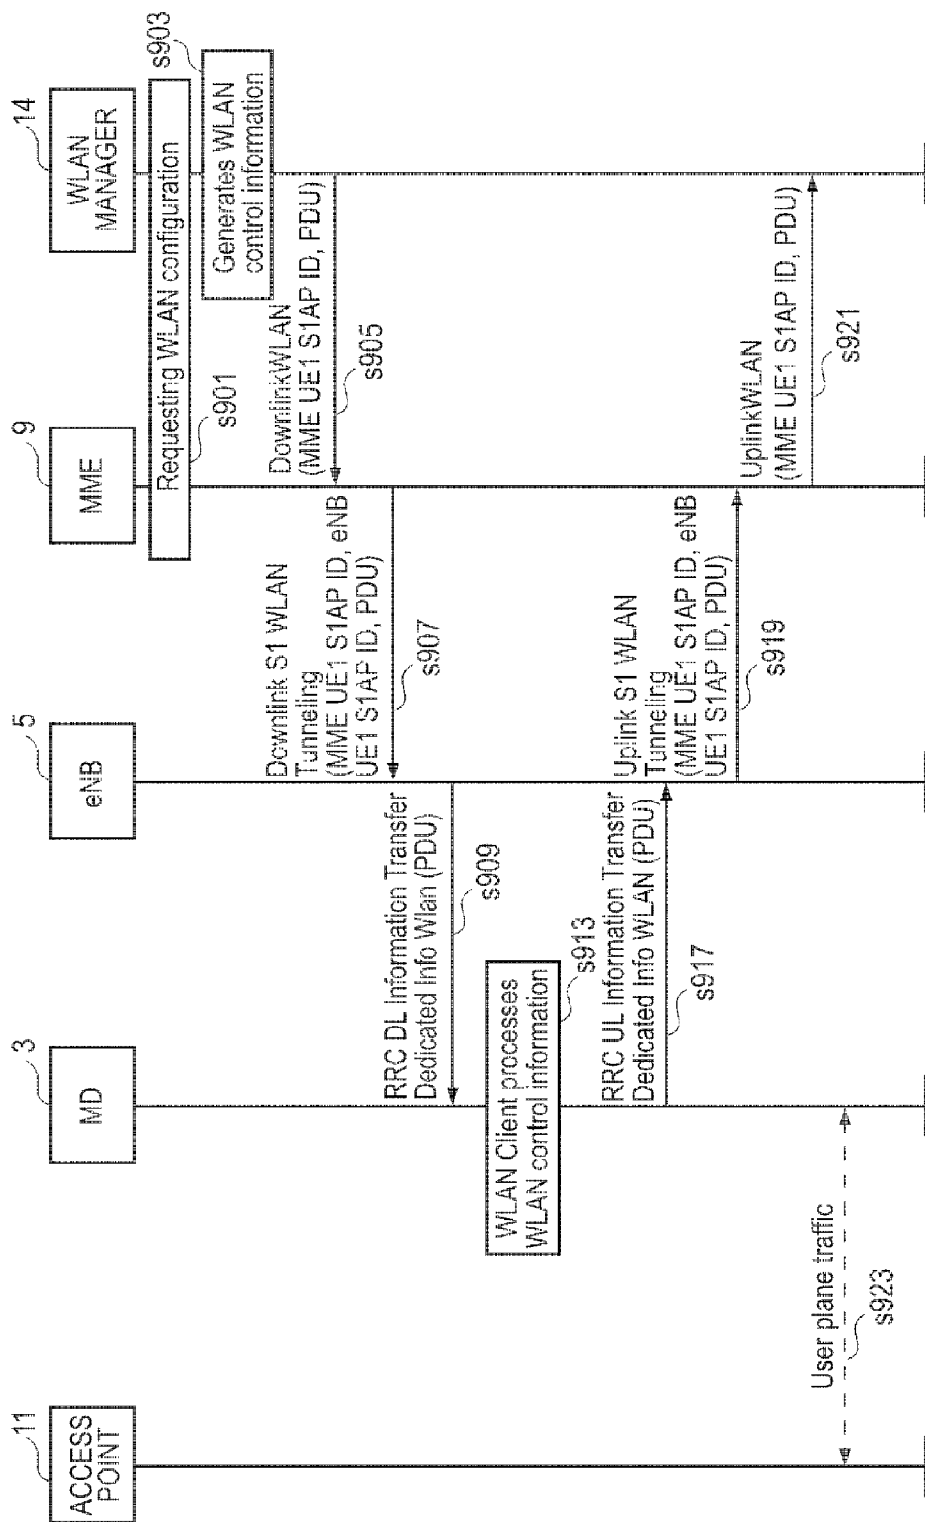 11
ACCESS
POINT
3
MD
5
eNB
9
MME
14
WLAN
MANAGER
Requesting WLAN configuration
s901
s903
Generates WLAN
control information
DownlinkWLAN
(MME UE1 S1AP ID, PDU)
s905
Downlink S1 WLAN
Tunneling
(MME UE1 S1AP ID, eNB
UE1 S1AP ID, PDU)
s907
RRC DL Information Transfer
Dedicated Info Wlan (PDU)
s909
WLAN Client processes
WLAN control information
s913
RRC UL Information Transfer
Dedicated Info WLAN (PDU)
s917
Uplink S1 WLAN
Tunneling
(MME UE1 S1AP ID, eNB
UE1 S1AP ID, PDU)
s919
UplinkWLAN
(MME UE1 S1AP ID, PDU)
s921
User plane traffic
s923